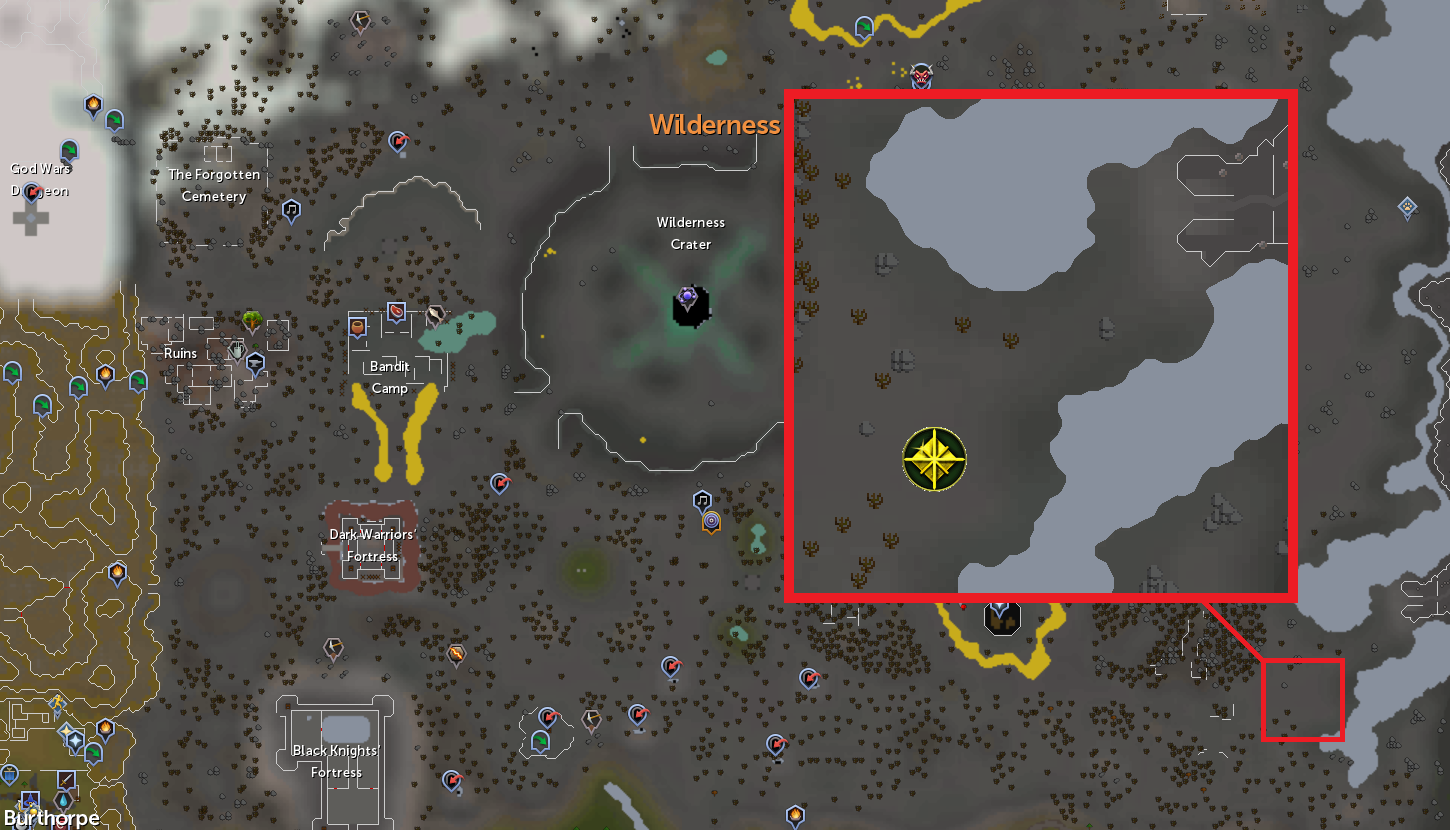 Wilderness
God Wars
Dungeon
The Forgotten
Cemetery
Wilderness
Crater
Ruins
Bandit
Camp
Dark Warriors'
Fortress
Black Knights'
Fortress
Burthorpe